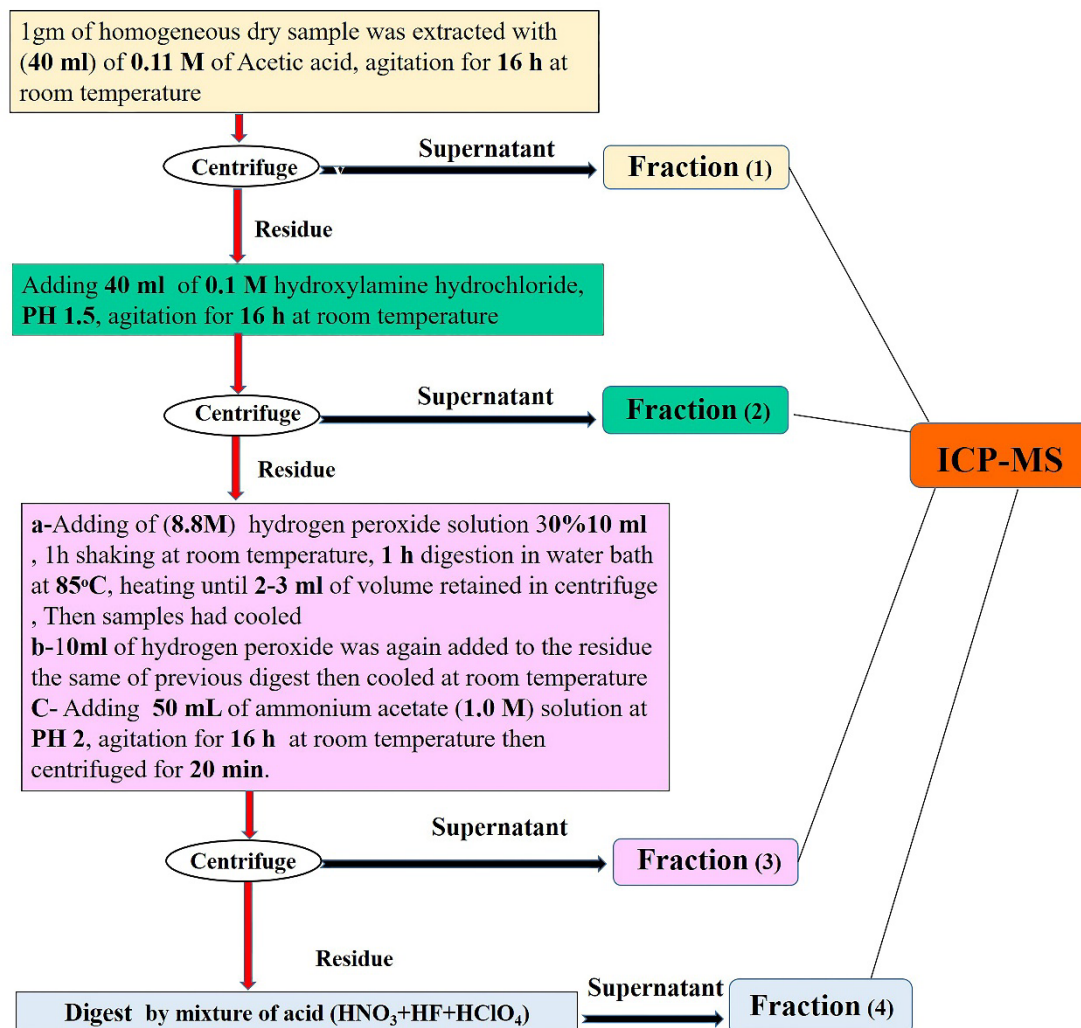 1gm of homogeneous dry sample was extracted with
(40 ml) of 0.11 M of Acetic acid, agitation for 16 h at
room temperature
Centrifuge
v
Supernatant
Fraction (1)
Residue
Adding 40 ml of 0.1 M hydroxylamine hydrochloride,
PH 1.5, agitation for 16 h at room temperature
Centrifuge
Supernatant
Fraction (2)
ICP-MS
Residue
a-Adding of (8.8M) hydrogen peroxide solution 30%10 ml
, 1h shaking at room temperature, 1 h digestion in water bath
at 85°C, heating until 2-3 ml of volume retained in centrifuge
, Then samples had cooled
b-10ml of hydrogen peroxide was again added to the residue
the same of previous digest then cooled at room temperature
C- Adding 50 mL of ammonium acetate (1.0 M) solution at
PH 2, agitation for 16 h at room temperature then
centrifuged for 20 min.
Centrifuge
Supernatant
Fraction (3)
Residue
Digest by mixture of acid (HNO₃+HF+HClO₄)
Supernatant
Fraction (4)